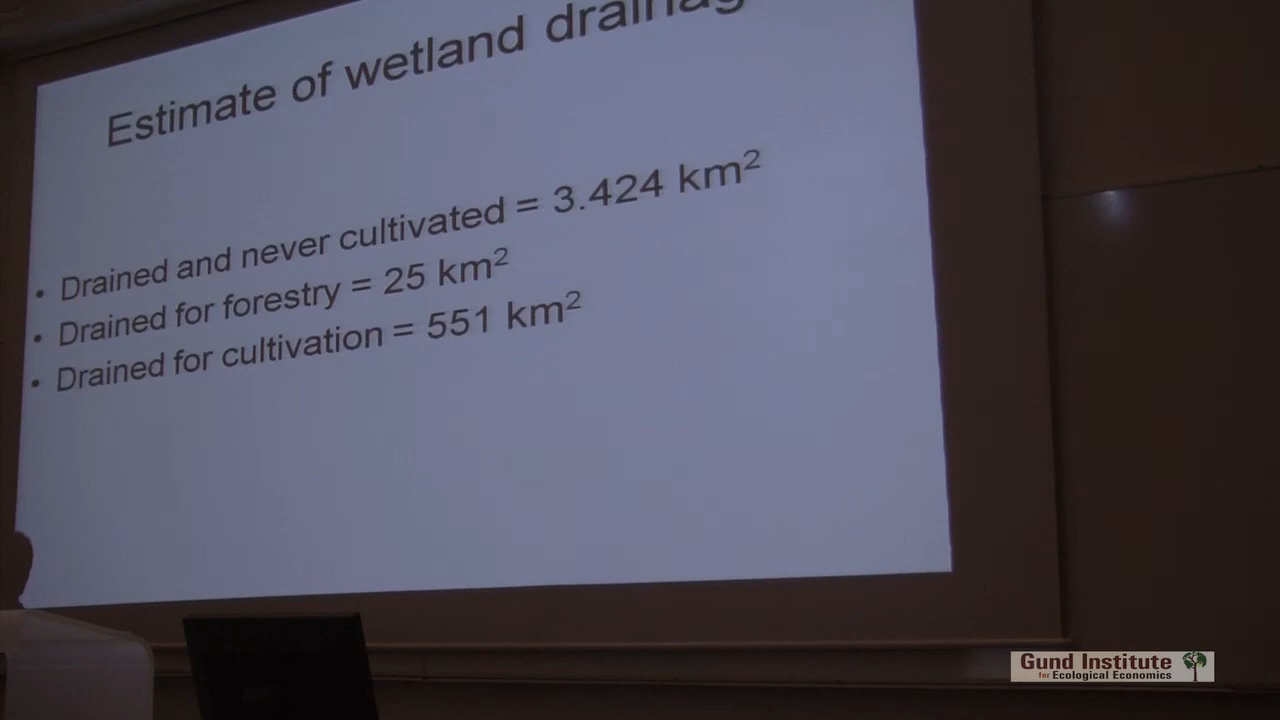 Estimate of wetland
Drained and never cultivated = 3.424 km²
Drained for forestry = 25 km²
Drained for cultivation = 551 km²
Gund Institute
for Ecological Economics